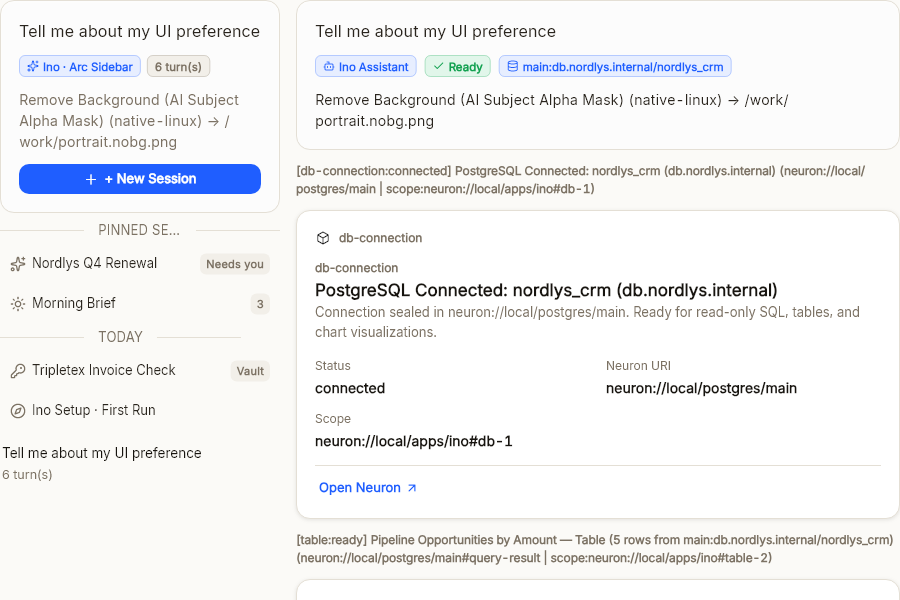 Tell me about my UI preference
Ino · Arc Sidebar
6 turn(s)
Remove Background (AI Subject
Alpha Mask) (native-linux) → /
work/portrait.nobg.png
+ New Session
PINNED SE...
Nordlys Q4 Renewal
Needs you
Morning Brief
3
TODAY
Tripletex Invoice Check
Vault
Ino Setup · First Run
Tell me about my UI preference
6 turn(s)
Tell me about my UI preference
Ino Assistant
Ready
main:db.nordlys.internal/nordlys_crm
Remove Background (AI Subject Alpha Mask) (native-linux) → /work/
portrait.nobg.png
[db-connection:connected] PostgreSQL Connected: nordlys_crm (db.nordlys.internal) (neuron://local/
postgres/main | scope:neuron://local/apps/ino#db-1)
db-connection
db-connection
PostgreSQL Connected: nordlys_crm (db.nordlys.internal)
Connection sealed in neuron://local/postgres/main. Ready for read-only SQL, tables, and
chart visualizations.
Status
Neuron URI
connected
neuron://local/postgres/main
Scope
neuron://local/apps/ino#db-1
Open Neuron ↗
[table:ready] Pipeline Opportunities by Amount — Table (5 rows from main:db.nordlys.internal/nordlys_crm)
(neuron://local/postgres/main#query-result | scope:neuron://local/apps/ino#table-2)